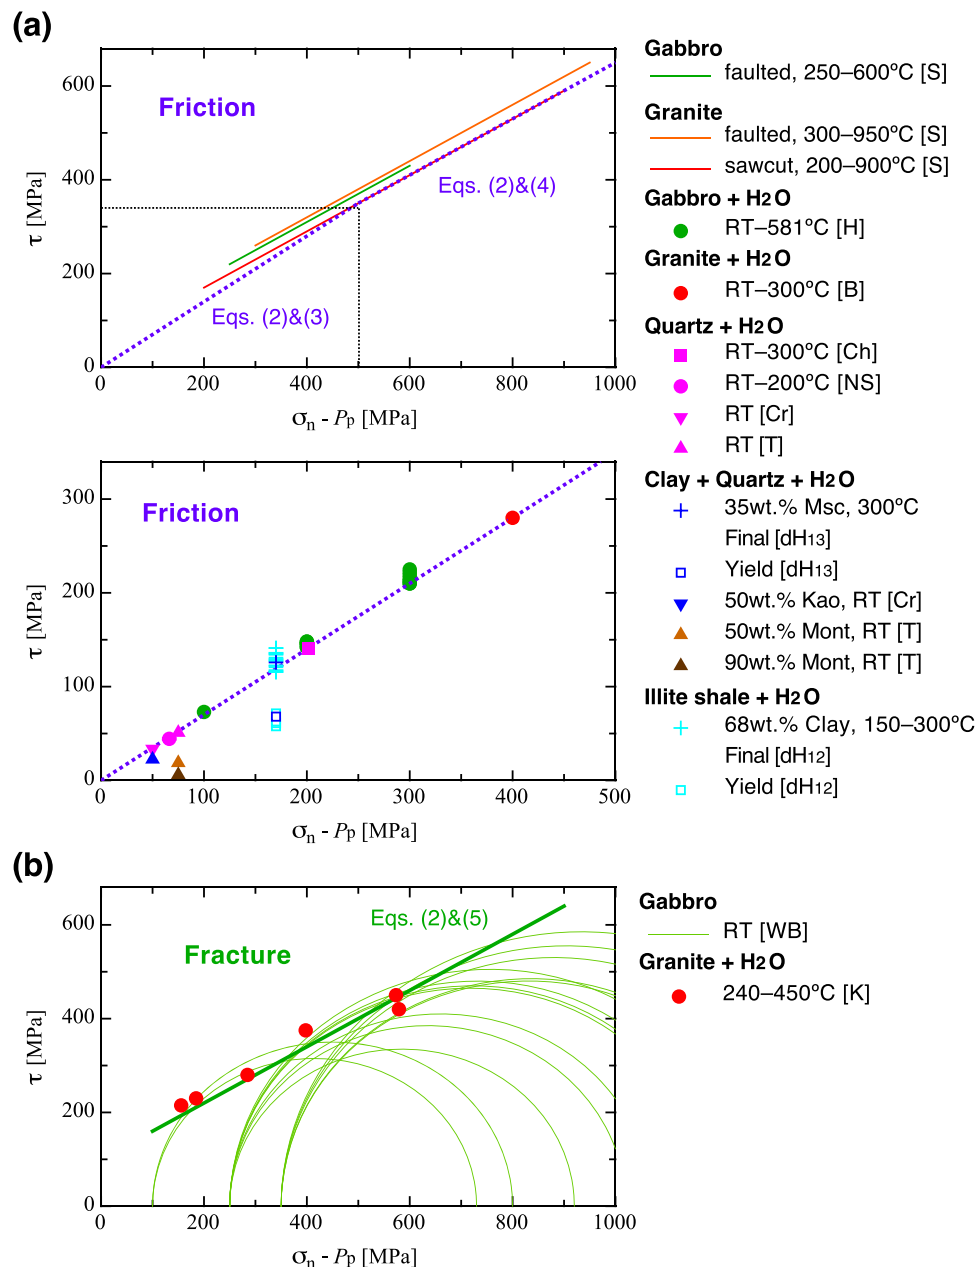 (a)
600
400
200
0
τ [MPa]
Friction
Eqs. (2)&(4)
Eqs. (2)&(3)
0 200 400 600 800 1000
σn - Pp [MPa]
Gabbro
faulted, 250–600°C [S]
Granite
faulted, 300–950°C [S]
sawcut, 200–900°C [S]
Gabbro + H2O
RT–581°C [H]
Granite + H2O
RT–300°C [B]
Quartz + H2O
RT–300°C [Ch]
RT–200°C [NS]
RT [Cr]
RT [T]
Clay + Quartz + H2O
35wt.% Msc, 300°C
Final [dH13]
Yield [dH13]
50wt.% Kao, RT [Cr]
50wt.% Mont, RT [T]
90wt.% Mont, RT [T]
Illite shale + H2O
68wt.% Clay, 150–300°C
Final [dH12]
Yield [dH12]
300
200
100
0
τ [MPa]
Friction
0 100 200 300 400 500
σn - Pp [MPa]
(b)
600
400
200
0
τ [MPa]
Eqs. (2)&(5)
Fracture
0 200 400 600 800 1000
σn - Pp [MPa]
Gabbro
RT [WB]
Granite + H2O
240–450°C [K]